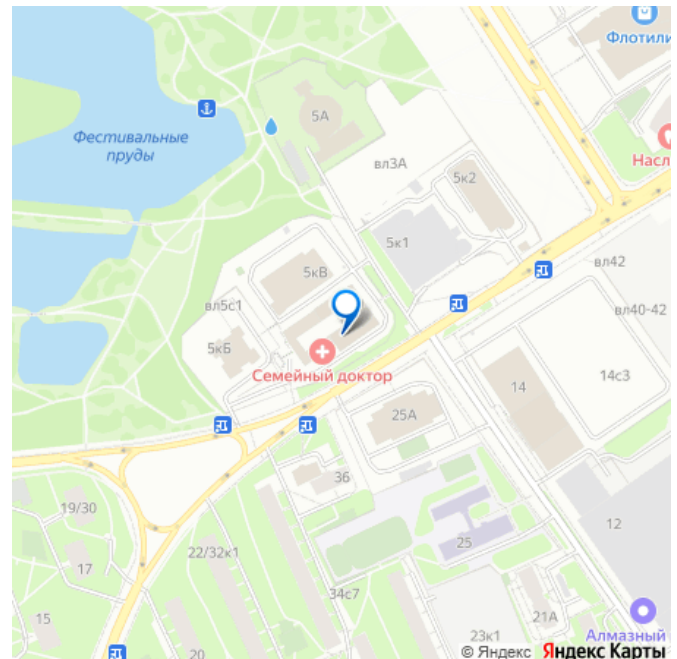 Флотили
5А
Фестивальные
пруды
Насл
вл3А
5к2
5к1
вл42
5кВ
вл5с1
вл40-42
5кБ
Семейный доктор
14с3
14
25А
36
19/30
12
22/32к1
25
17
34с7
15
21А
23к1
20
Алмазный
© Яндекс Яндекс Карты